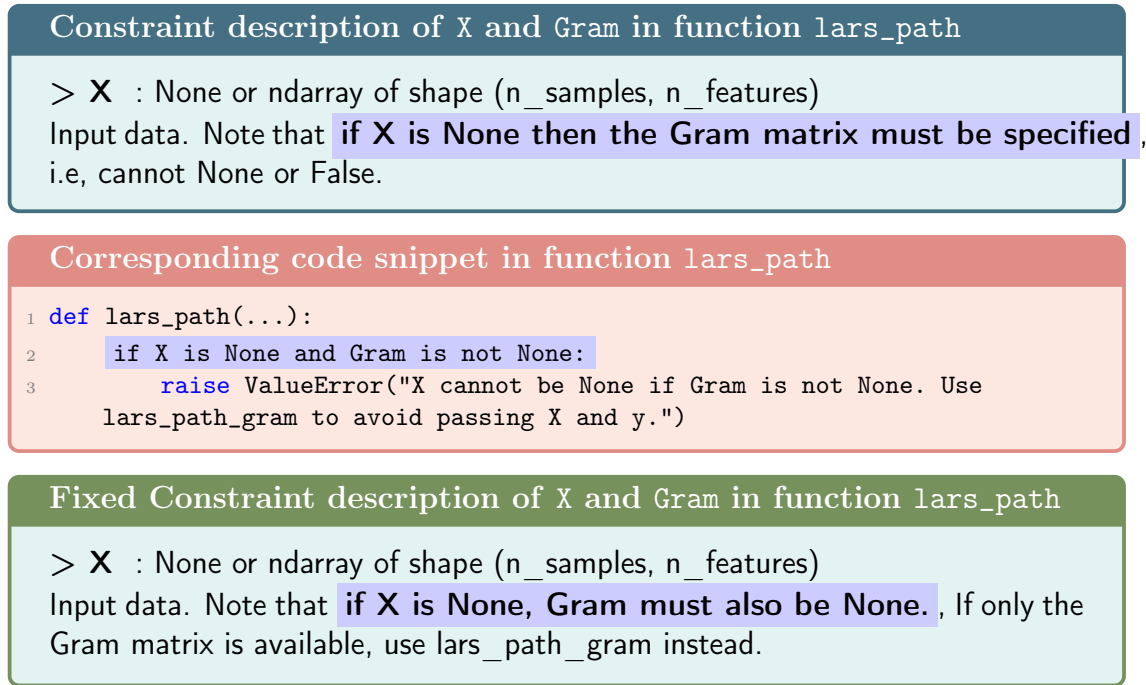 Constraint description of X and Gram in function lars_path
> X : None or ndarray of shape (n_samples, n_features)
Input data. Note that if X is None then the Gram matrix must be specified,
i.e, cannot None or False.
Corresponding code snippet in function lars_path
1 def lars_path(...):
2 if X is None and Gram is not None:
3 raise ValueError("X cannot be None if Gram is not None. Use
lars_path_gram to avoid passing X and y.")
Fixed Constraint description of X and Gram in function lars_path
> X : None or ndarray of shape (n_samples, n_features)
Input data. Note that if X is None, Gram must also be None. , If only the
Gram matrix is available, use lars_path_gram instead.